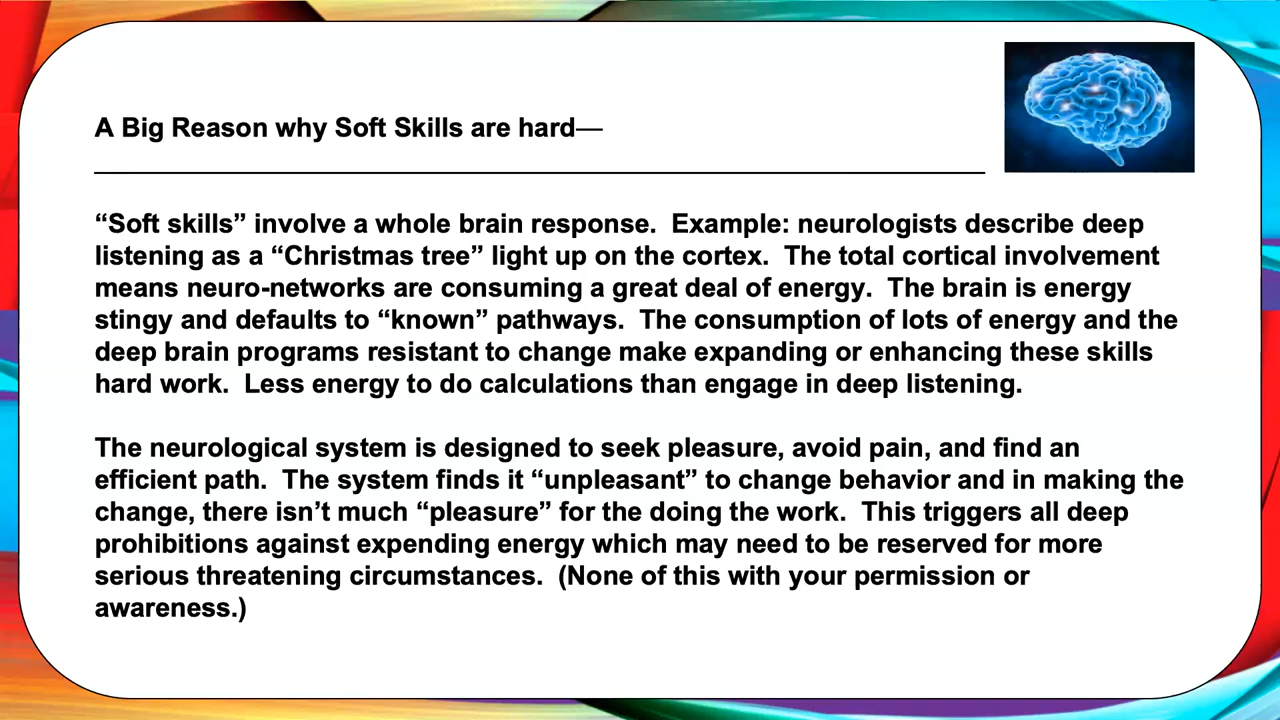 A Big Reason why Soft Skills are hard—
“Soft skills” involve a whole brain response.  Example: neurologists describe deep
listening as a “Christmas tree” light up on the cortex.  The total cortical involvement
means neuro-networks are consuming a great deal of energy.  The brain is energy
stingy and defaults to “known” pathways.  The consumption of lots of energy and the
deep brain programs resistant to change make expanding or enhancing these skills
hard work.  Less energy to do calculations than engage in deep listening.
The neurological system is designed to seek pleasure, avoid pain, and find an
efficient path.  The system finds it “unpleasant” to change behavior and in making the
change, there isn’t much “pleasure” for the doing the work.  This triggers all deep
prohibitions against expending energy which may need to be reserved for more
serious threatening circumstances.  (None of this with your permission or
awareness.)